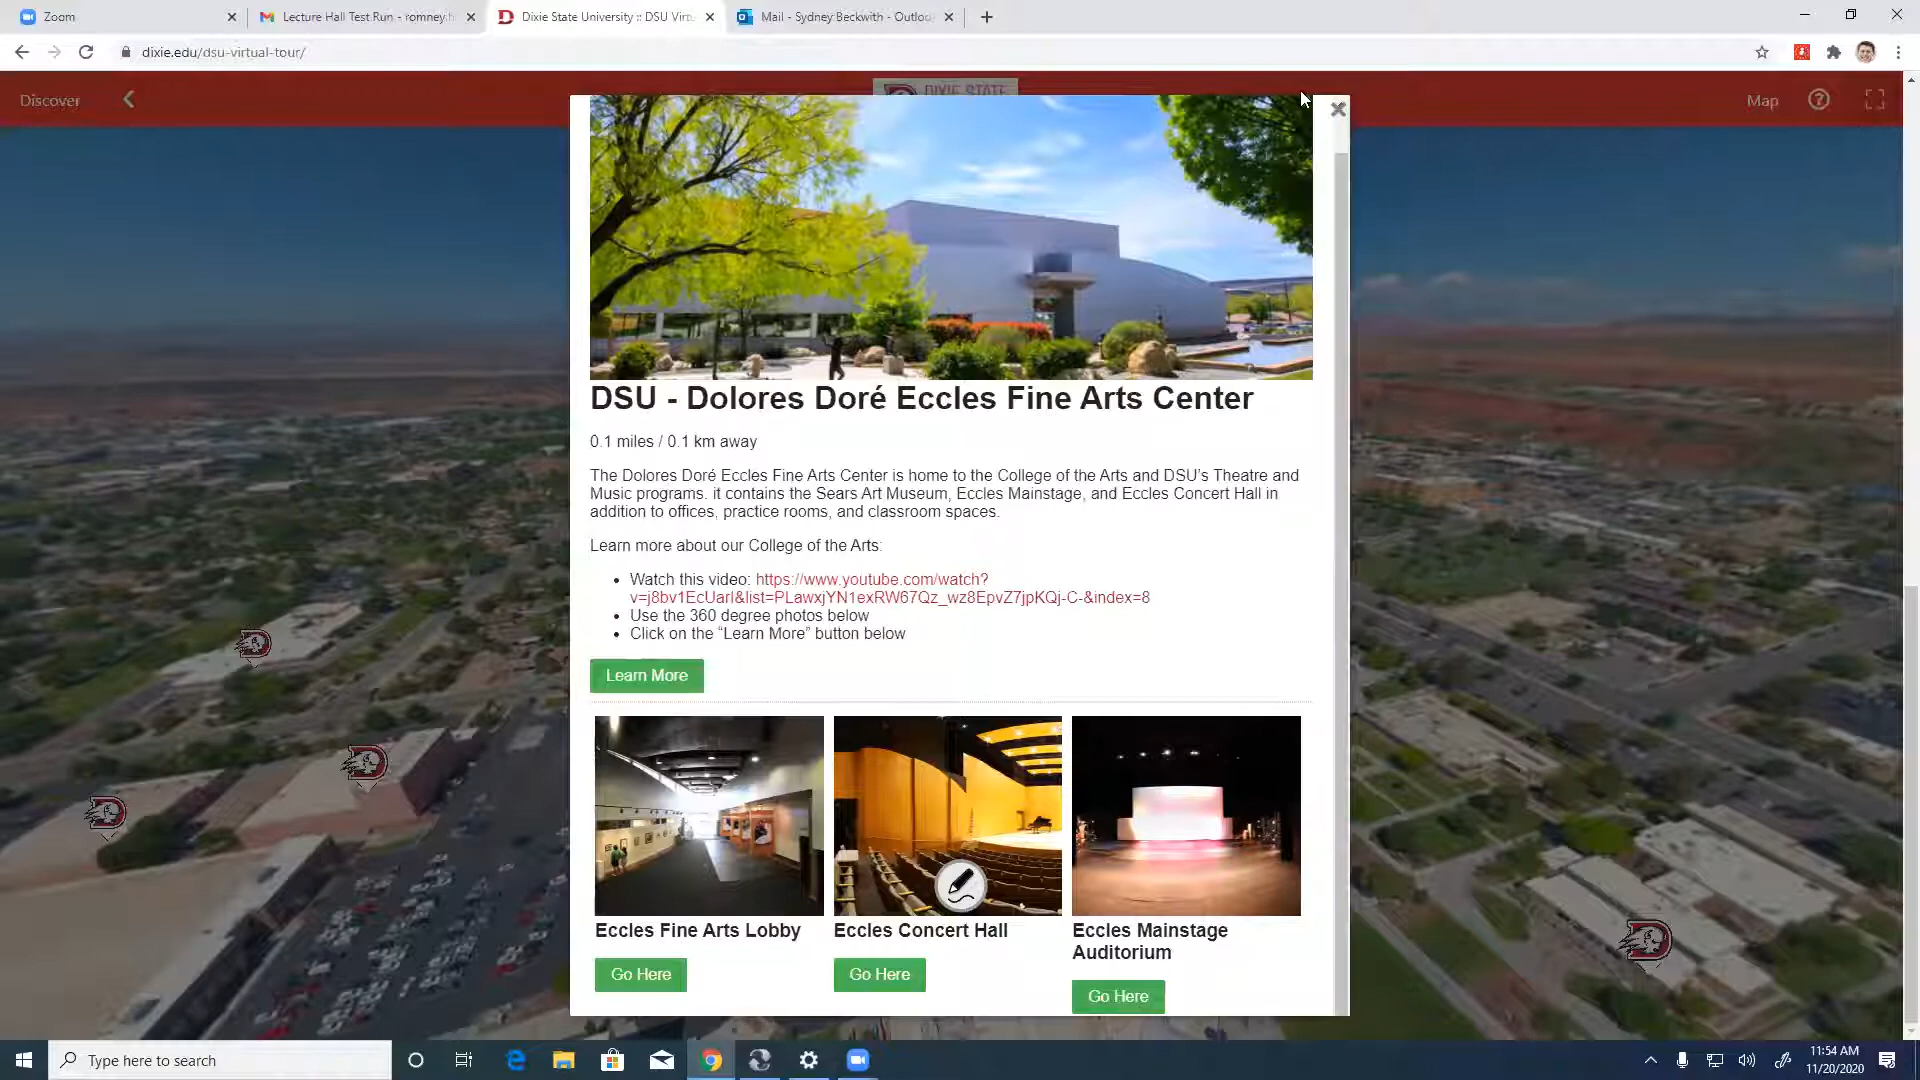 Zoom
Lecture Hall Test Run - romney.h
Dixie State University :: DSU Virtu
Mail - Sydney Beckwith - Outloo
dixie.edu/dsu-virtual-tour/
Discover
DIXIE STATE
Map
DSU - Dolores Doré Eccles Fine Arts Center
0.1 miles / 0.1 km away
The Dolores Doré Eccles Fine Arts Center is home to the College of the Arts and DSU’s Theatre and
Music programs. it contains the Sears Art Museum, Eccles Mainstage, and Eccles Concert Hall in
addition to offices, practice rooms, and classroom spaces.
Learn more about our College of the Arts:
• Watch this video: https://www.youtube.com/watch?
v=j8bv1EcUarI&list=PLawxjYN1exRW67Qz_wz8EpvZ7jpKQj-C-&index=8
• Use the 360 degree photos below
• Click on the “Learn More” button below
Learn More
Eccles Fine Arts Lobby
Go Here
Eccles Concert Hall
Go Here
Eccles Mainstage
Auditorium
Go Here
Type here to search
11:54 AM
11/20/2020